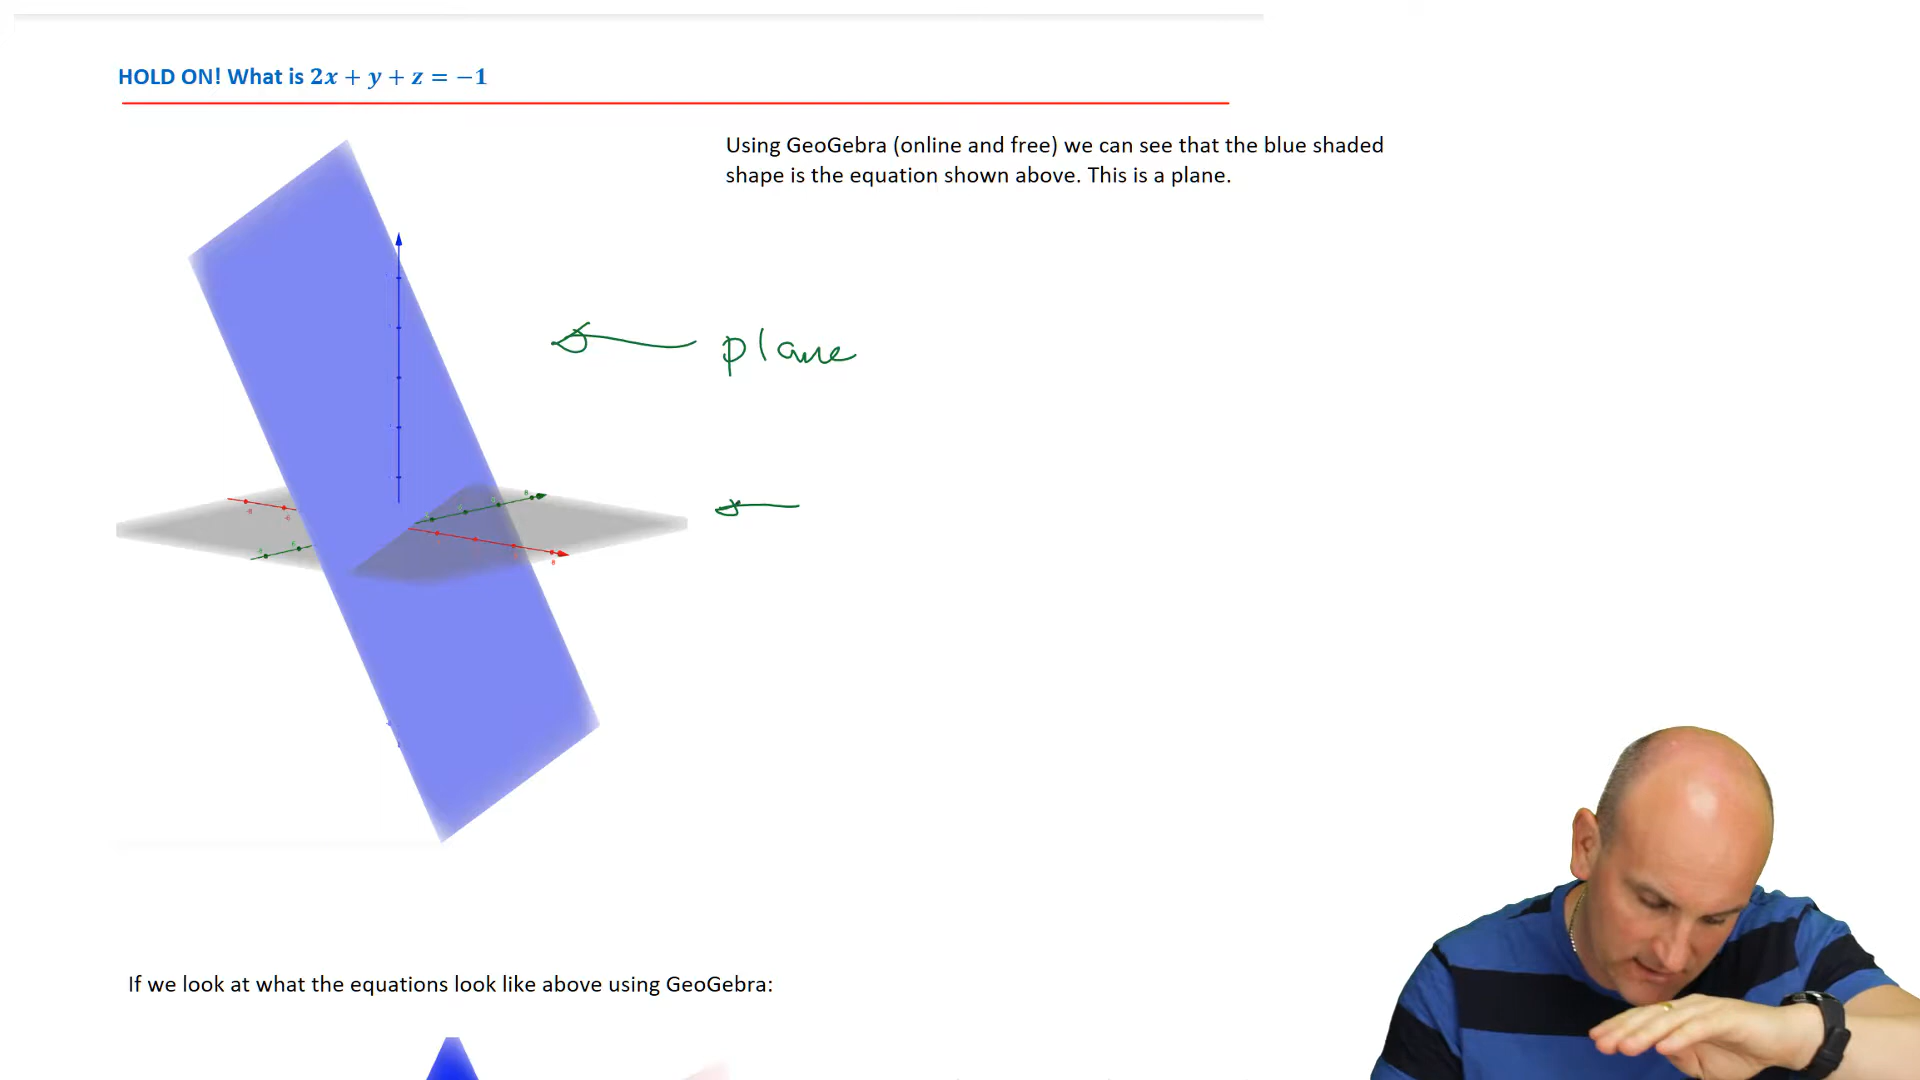 HOLD ON! What is 2x + y + z = −1
Using GeoGebra (online and free) we can see that the blue shaded
shape is the equation shown above. This is a plane.
plane
If we look at what the equations look like above using GeoGebra: